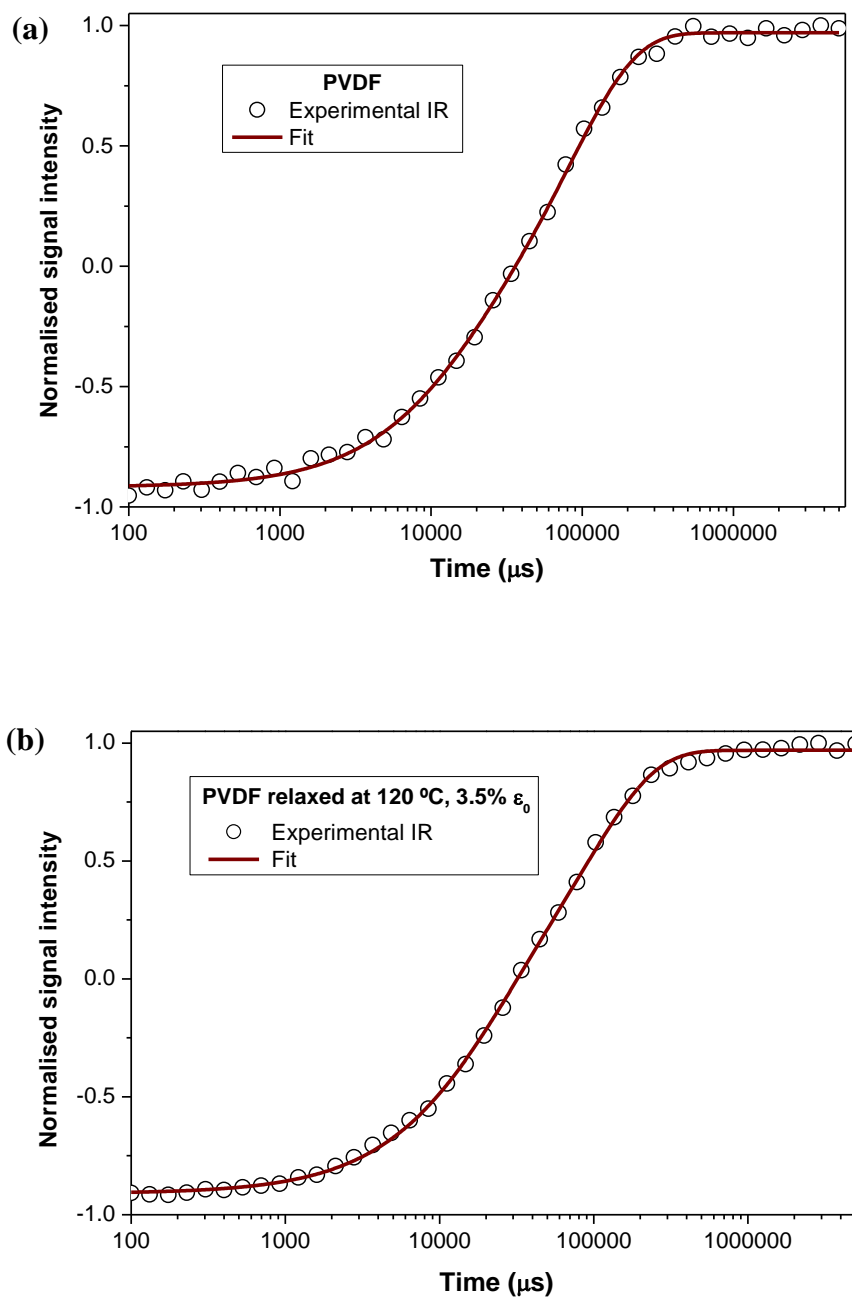 (a)
1.0
0.5
0.0
-0.5
-1.0
Normalised signal intensity
PVDF
Experimental IR
Fit
100 1000 10000 100000 1000000
Time (μs)
(b)
1.0
0.5
0.0
-0.5
-1.0
Normalised signal intensity
PVDF relaxed at 120 ºC, 3.5% ε₀
Experimental IR
Fit
100 1000 10000 100000 1000000
Time (μs)